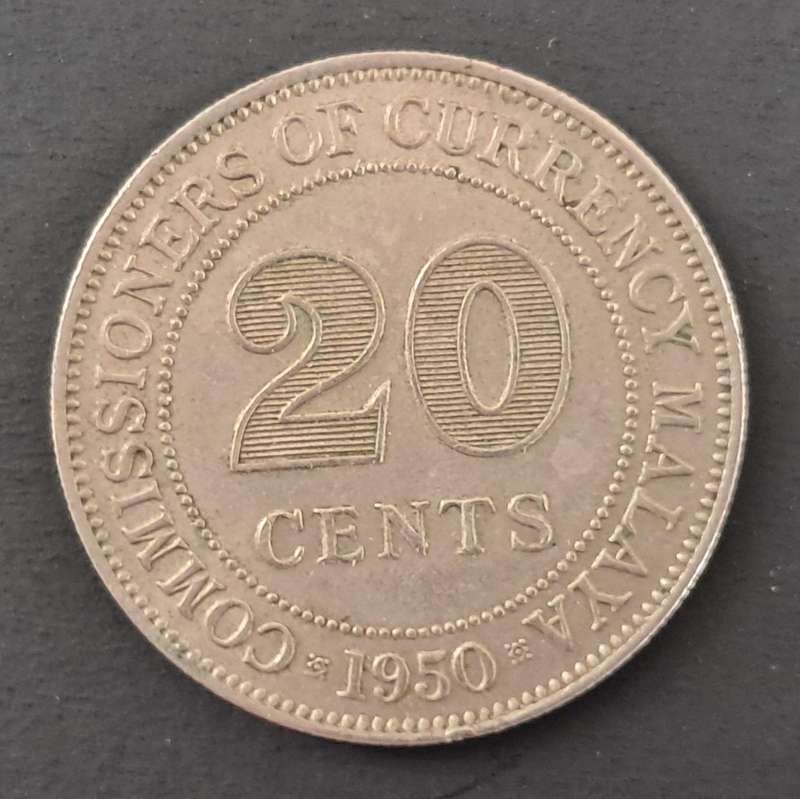 COMMISSIONERS OF CURRENCY MALAYA
20
CENTS
1950